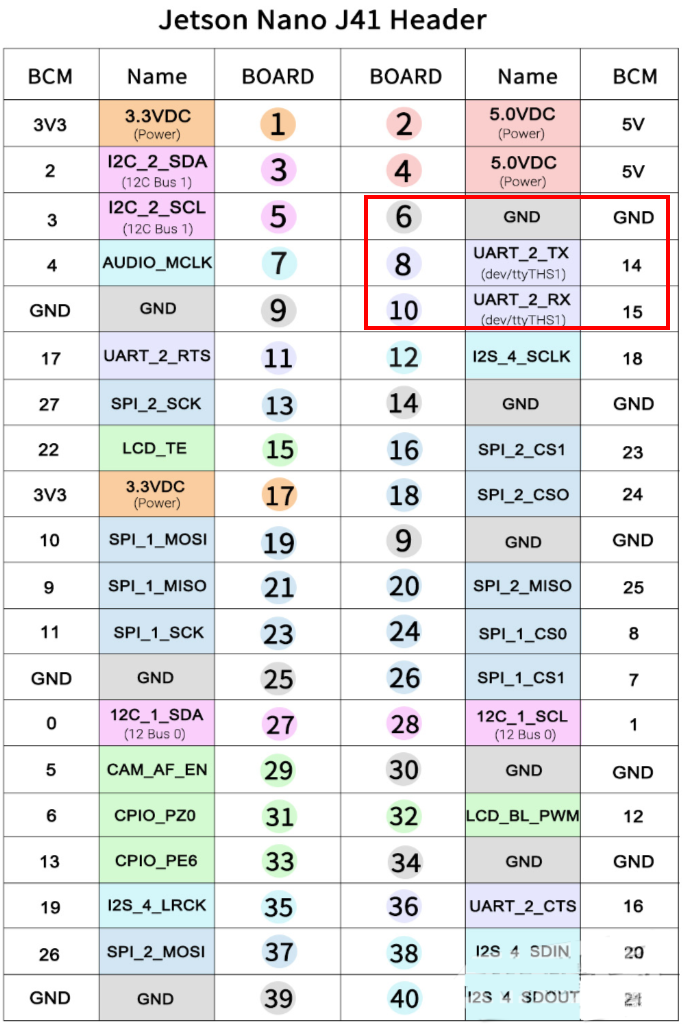 Jetson Nano J41 Header
BCM Name BOARD BOARD Name BCM
3V3 3.3VDC (Power) 1 2 5.0VDC (Power) 5V
2 I2C_2_SDA (12C Bus 1) 3 4 5.0VDC (Power) 5V
3 I2C_2_SCL (12C Bus 1) 5 6 GND GND
4 AUDIO_MCLK 7 8 UART_2_TX (dev/ttyTHS1) 14
GND GND 9 10 UART_2_RX (dev/ttyTHS1) 15
17 UART_2_RTS 11 12 I2S_4_SCLK 18
27 SPI_2_SCK 13 14 GND GND
22 LCD_TE 15 16 SPI_2_CS1 23
3V3 3.3VDC (Power) 17 18 SPI_2_CSO 24
10 SPI_1_MOSI 19 9 GND GND
9 SPI_1_MISO 21 20 SPI_2_MISO 25
11 SPI_1_SCK 23 24 SPI_1_CS0 8
GND GND 25 26 SPI_1_CS1 7
0 12C_1_SDA (12 Bus 0) 27 28 12C_1_SCL (12 Bus 0) 1
5 CAM_AF_EN 29 30 GND GND
6 CPIO_PZ0 31 32 LCD_BL_PWM 12
13 CPIO_PE6 33 34 GND GND
19 I2S_4_LRCK 35 36 UART_2_CTS 16
26 SPI_2_MOSI 37 38 I2S_4_SDIN 20
GND GND 39 40 I2S_4_SDOUT 21